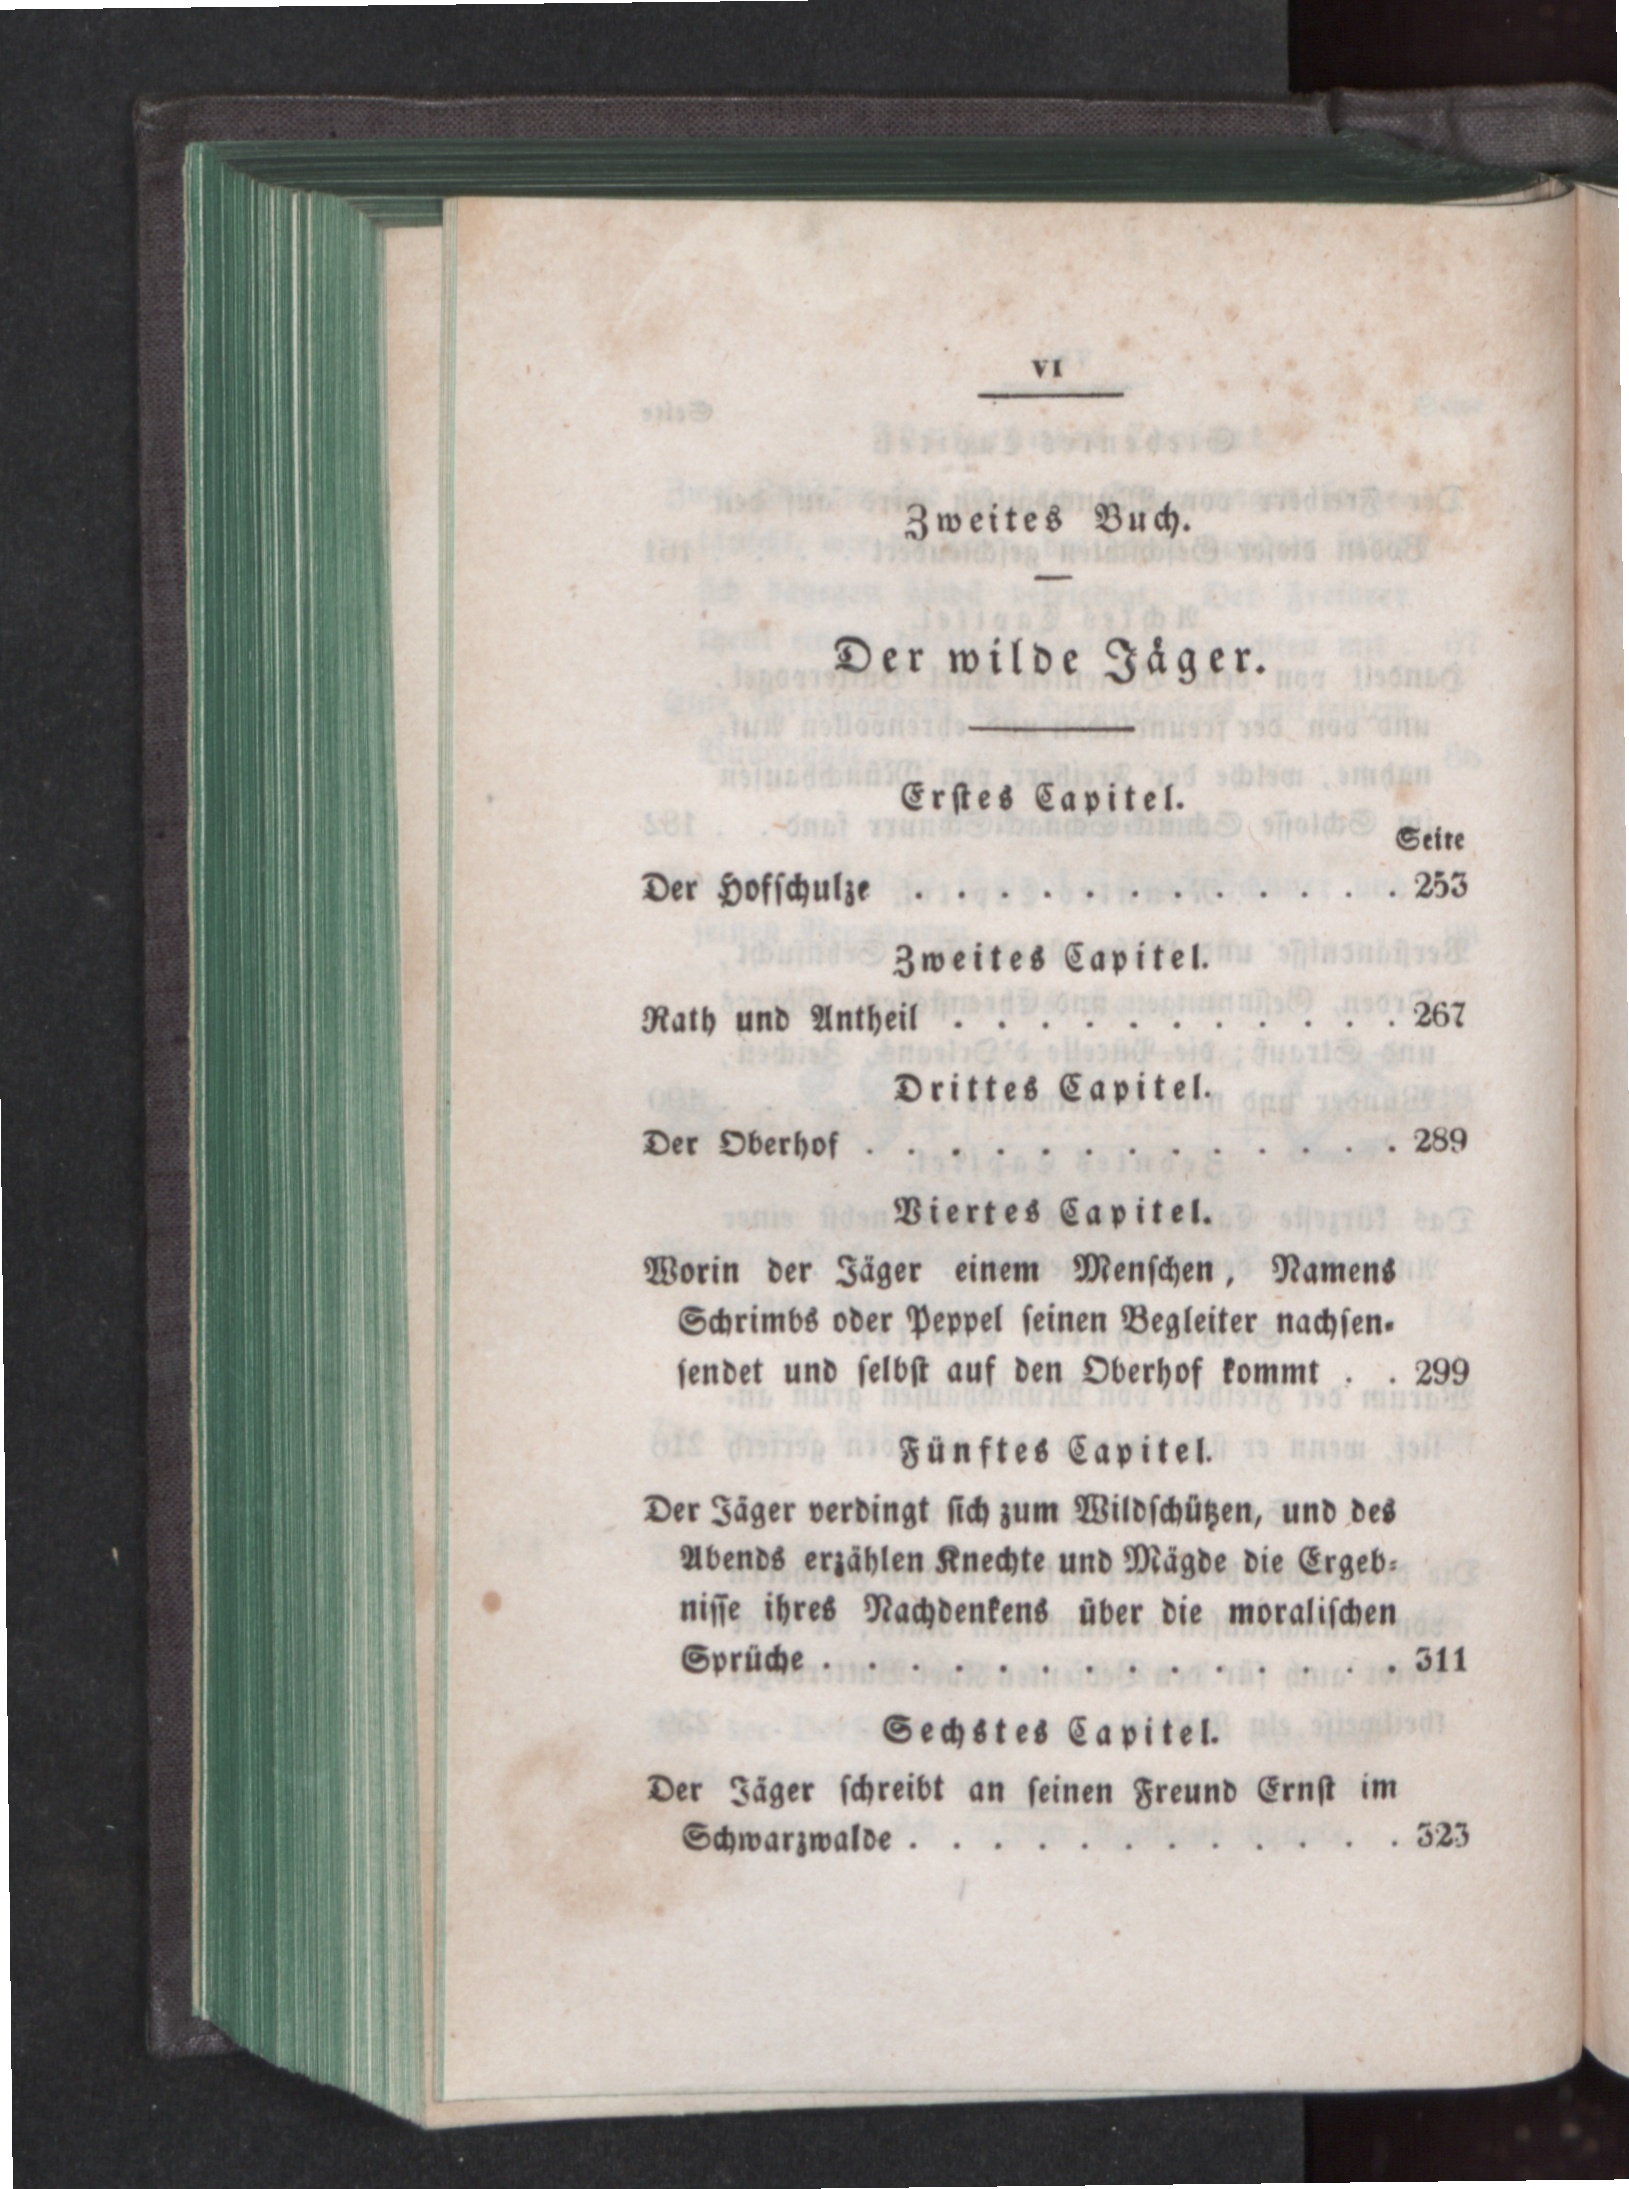 VI
Zweites Buch.
Der wilde Jäger.
Erſtes Capitel.
Seite
Der Hofſchulze . . . . . . . . . . . . 253
Zweites Capitel.
Rath und Antheil . . . . . . . . . . . 267
Drittes Capitel.
Der Oberhof . . . . . . . . . . . . . 289
Viertes Capitel.
Worin der Jäger einem Menſchen, Namens
Schrimbs oder Peppel ſeinen Begleiter nachſen-
ſendet und ſelbſt auf den Oberhof kommt . . 299
Fünftes Capitel.
Der Jäger verdingt ſich zum Wildſchützen, und des
Abends erzählen Knechte und Mägde die Ergeb-
niſſe ihres Nachdenkens über die moraliſchen
Sprüche . . . . . . . . . . . . . . 311
Sechstes Capitel.
Der Jäger ſchreibt an ſeinen Freund Ernſt im
Schwarzwalde . . . . . . . . . . . . 323